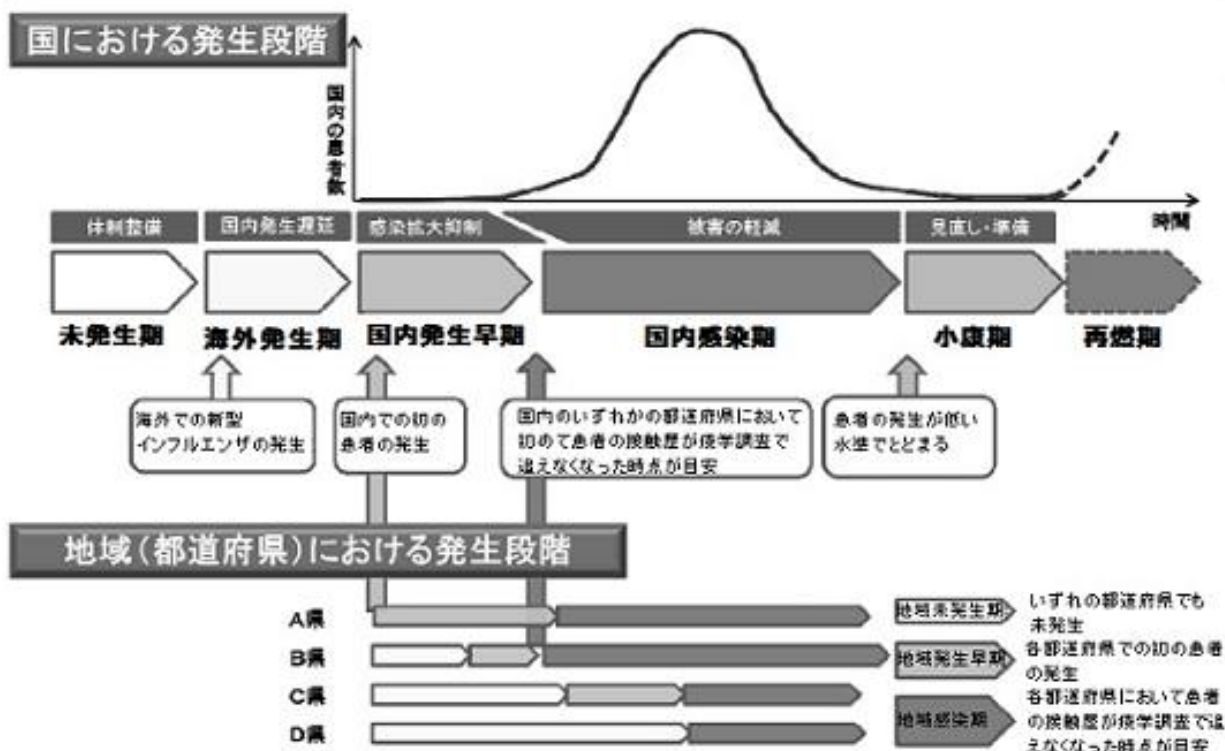 国における発生段階
国内の患者数
時間
体制整備
国内発生遅延
感染拡大抑制
被害の軽減
見直し・準備
未発生期
海外発生期
国内発生早期
国内感染期
小康期
再燃期
海外での新型
インフルエンザの発生
国内での初の
患者の発生
国内のいずれかの都道府県において
初めて患者の接触歴が疫学調査で
追えなくなった時点が目安
患者の発生が低い
水準でとどまる
地域(都道府県)における発生段階
A県
B県
C県
D県
地域未発生期
いずれの都道府県でも
未発生
地域発生早期
各都道府県での初の患者
の発生
地域感染期
各都道府県において患者
の接触歴が疫学調査で追
えなくなった時点が目安